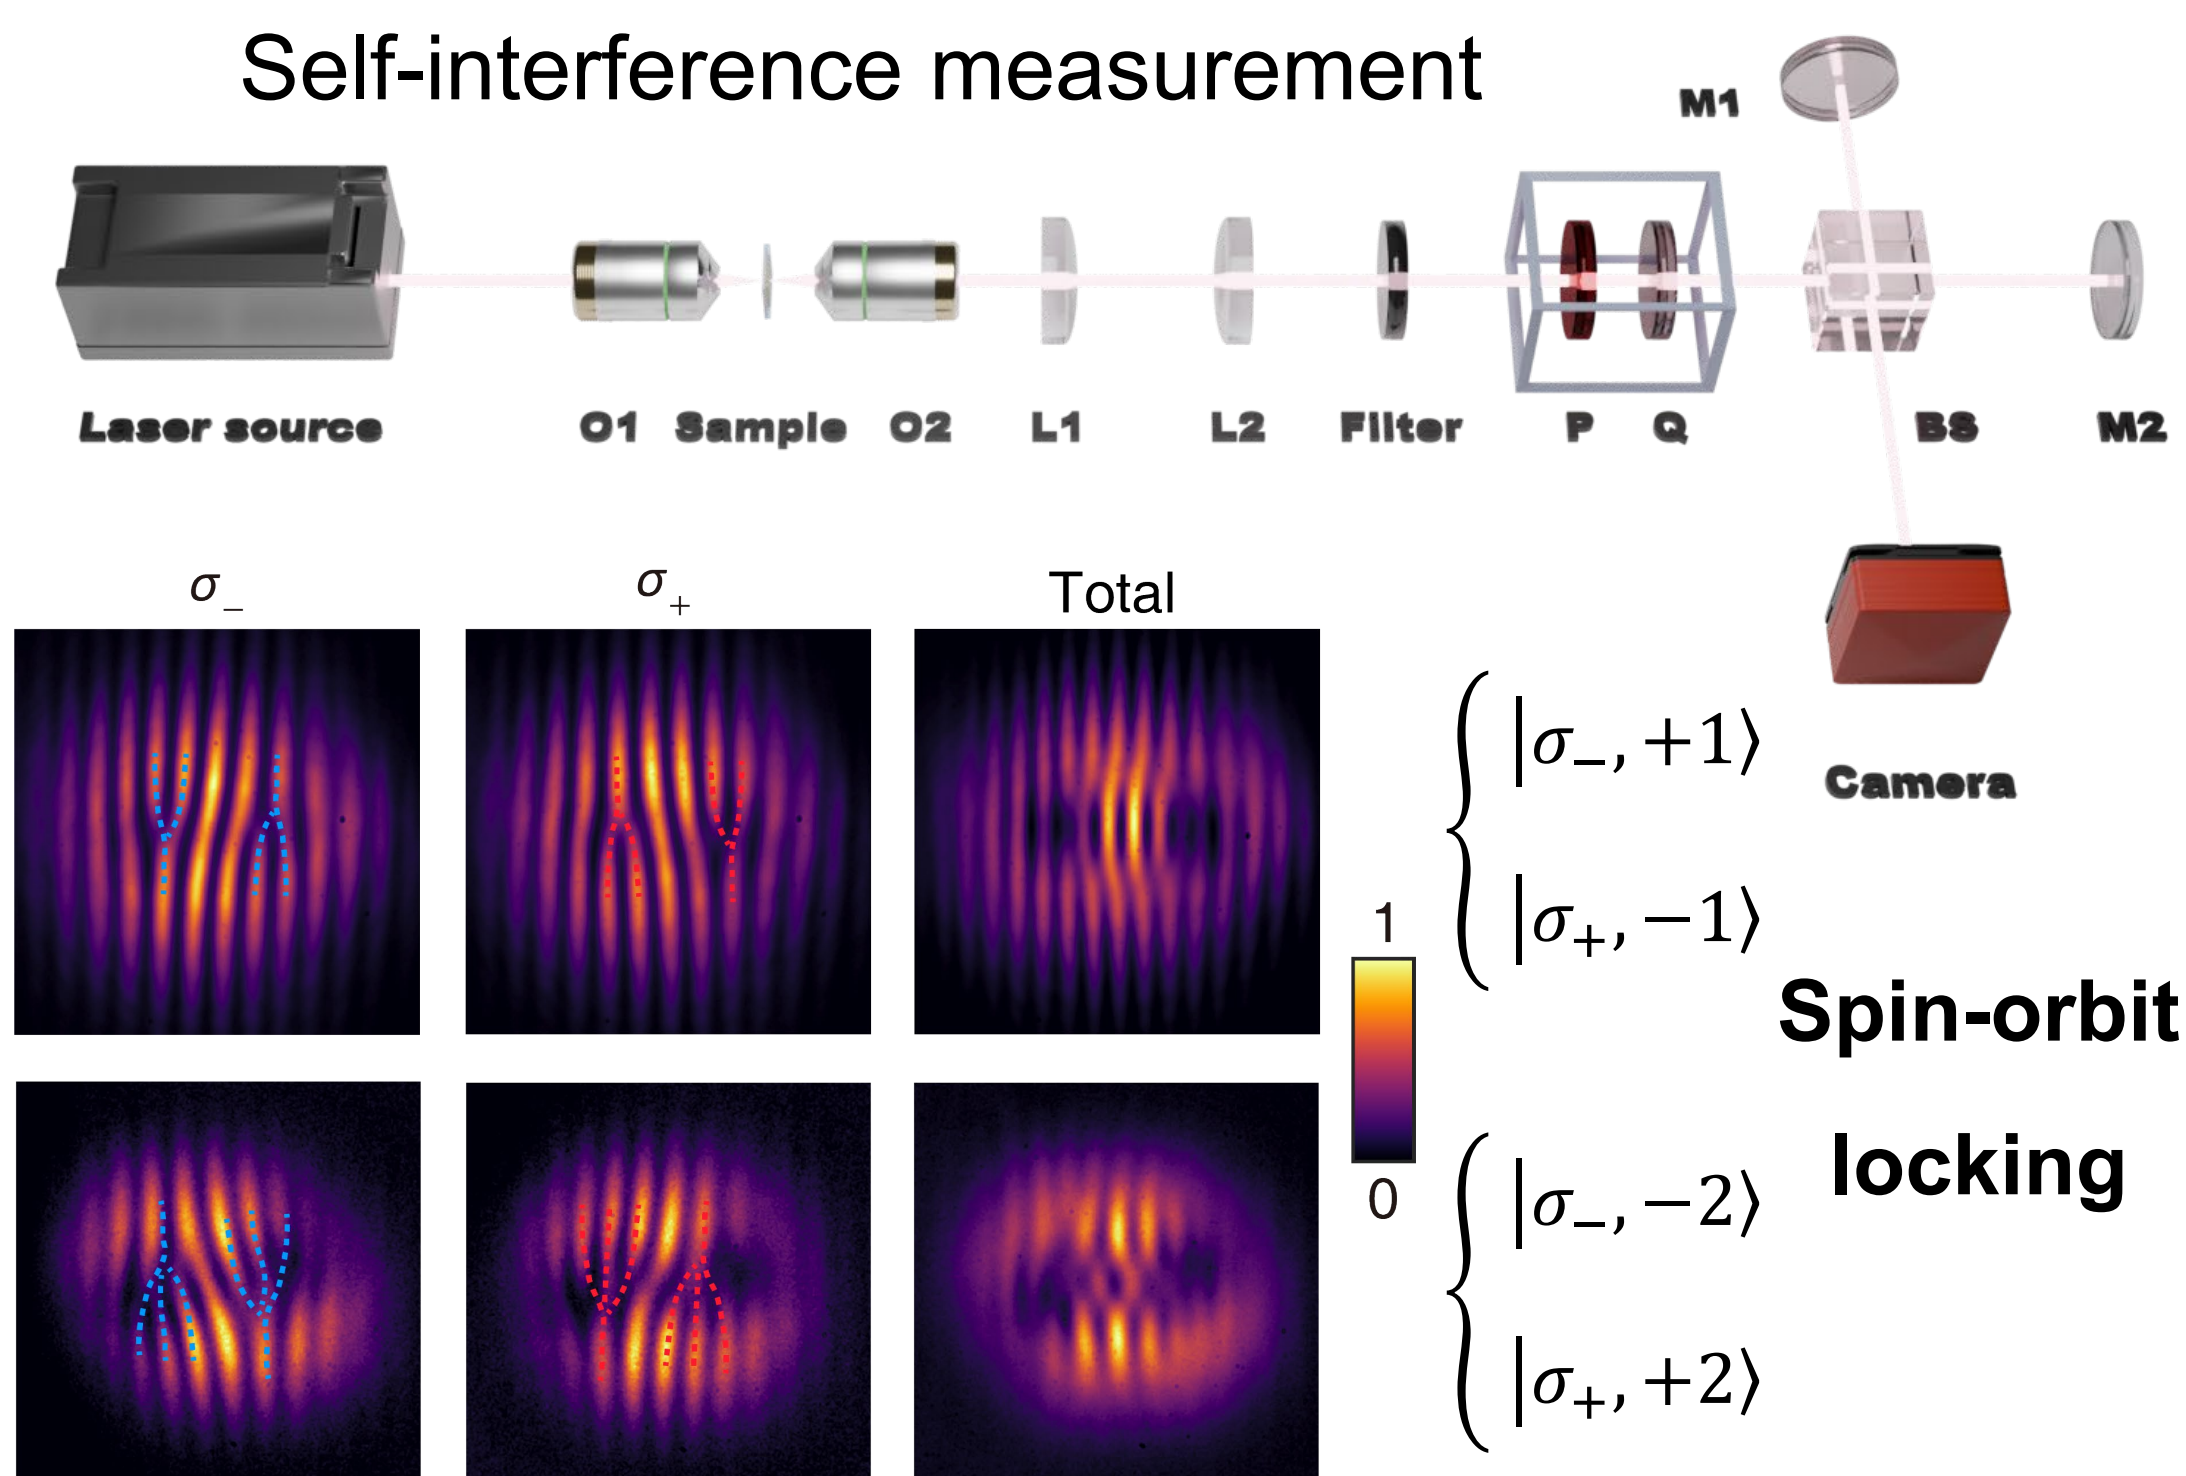 Self-interference measurement
M1
Laser source
O1
Sample
O2
L1
L2
Filter
P
Q
BS
M2
Camera
σ₋
σ₊
Total
1
0
|σ₋, +1⟩
|σ₊, −1⟩
|σ₋, −2⟩
|σ₊, +2⟩
Spin-orbit
locking